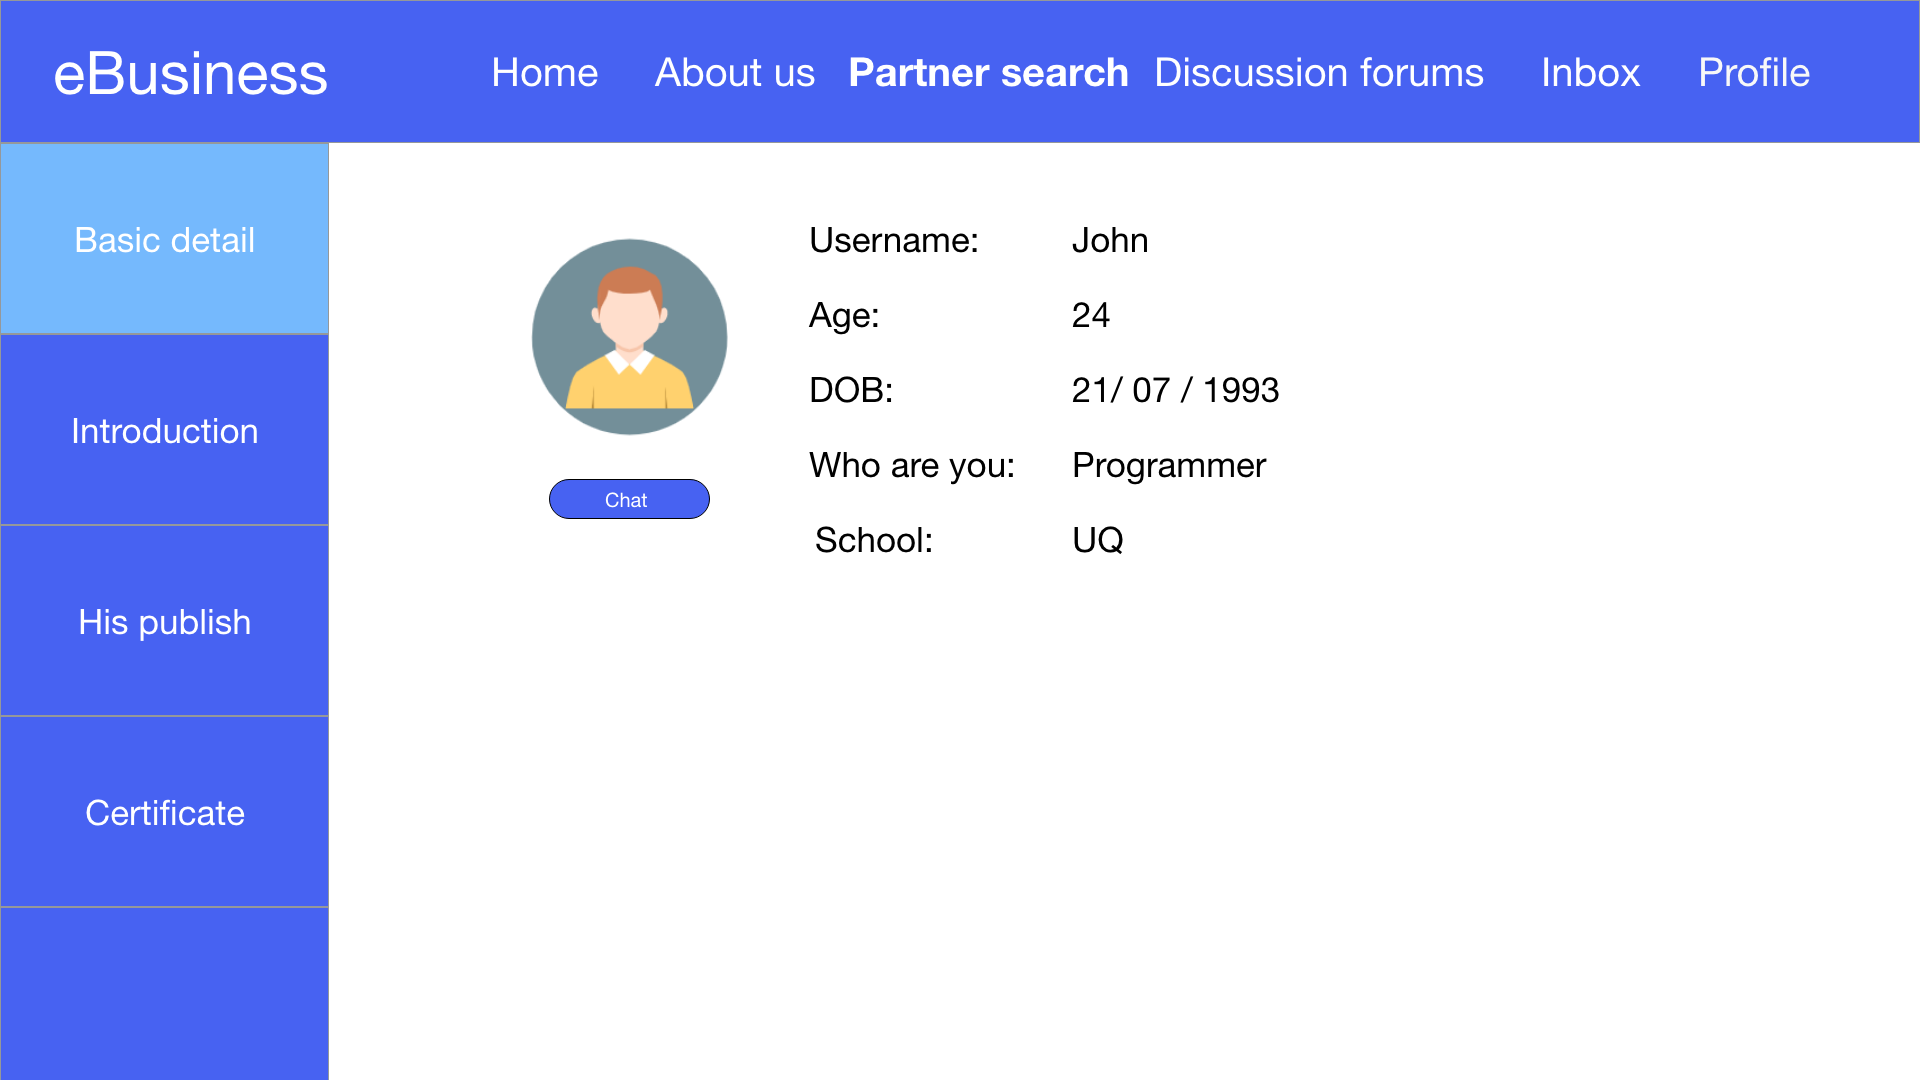 eBusiness
Home About us Partner search Discussion forums Inbox Profile
Basic detail
Introduction
His publish
Certificate
Chat
Username: John
Age: 24
DOB: 21/ 07 / 1993
Who are you: Programmer
School: UQ